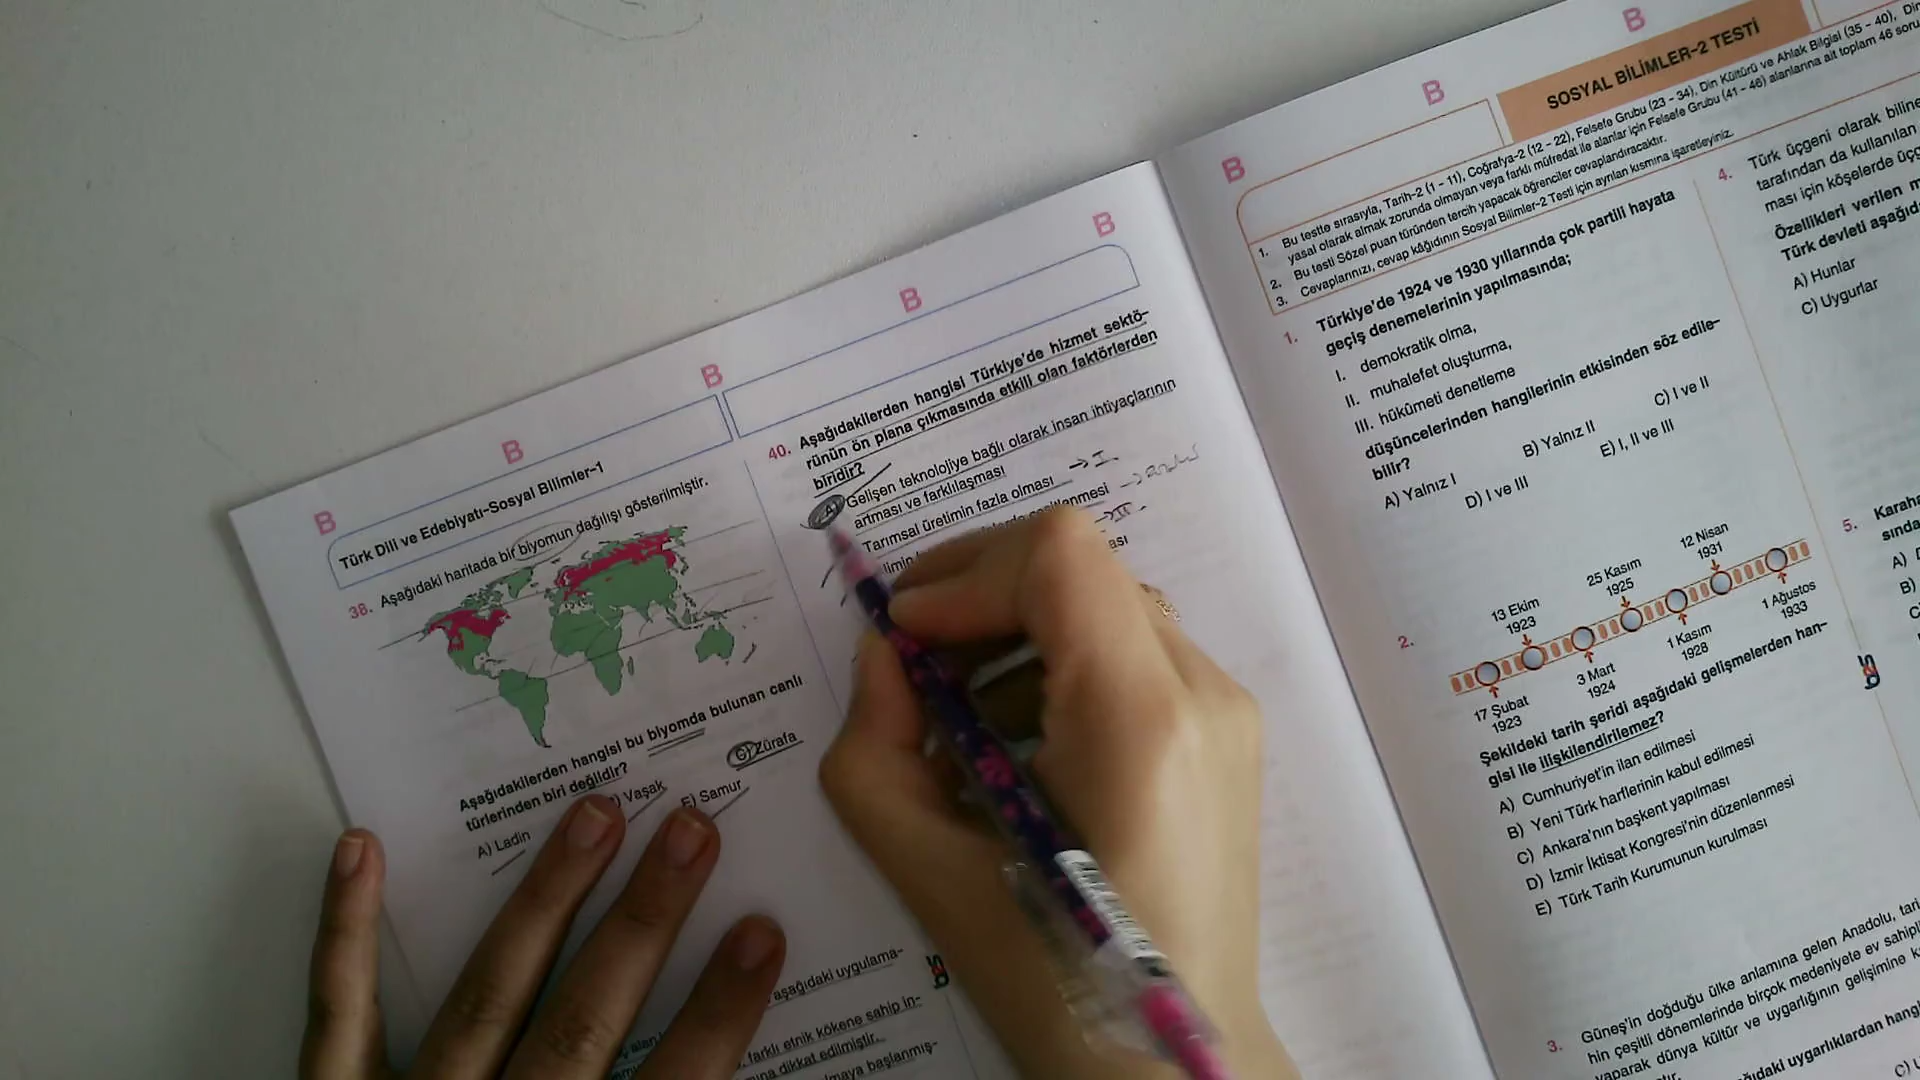 B
B
B
B
Türk Dili ve Edebiyatı-Sosyal Bilimler-1
38. Aşağıdaki haritada bir biyomun dağılışı gösterilmiştir.
Aşağıdakilerden hangisi bu biyomda bulunan canlı
türlerinden biri değildir?
A) Ladin
Vaşak
C) Zürafa
E) Samur
aşağıdaki uygulama-
farklı etnik kökene sahip in-
dikkat edilmiştir.
başlanmış-
40. Aşağıdakilerden hangisi Türkiye'de hizmet sektö-
rünün ön plana çıkmasında etkili olan faktörlerden
biridir?
A) Gelişen teknolojiye bağlı olarak insan ihtiyaçlarının
artması ve farklılaşması
Tarımsal üretimin fazla olması → I.
çeşitlenmesi
→ II.
B
B
B
SOSYAL BİLİMLER-2 TESTİ
1. Bu testte sırasıyla, Tarih-2 (1 - 11), Coğrafya-2 (12 - 22), Felsefe Grubu (23 - 34), Din Kültürü ve Ahlak Bilgisi (35 - 40), Din
yasal olarak almak zorunda olmayan veya farklı müfredat ile alanlar için Felsefe Grubu (41 - 46) alanlarına ait toplam 46 soru
2. Bu testi Sözel puan türünden tercih yapacak öğrenciler cevaplandıracaktır.
3. Cevaplarınızı, cevap kâğıdının Sosyal Bilimler-2 Testi için ayrılan kısmına işaretleyiniz.
1. Türkiye'de 1924 ve 1930 yıllarında çok partili hayata
geçiş denemelerinin yapılmasında;
I. demokratik olma,
II. muhalefet oluşturma,
III. hükûmeti denetleme
düşüncelerinden hangilerinin etkisinden söz edile-
bilir?
A) Yalnız I
B) Yalnız II
C) I ve II
D) I ve III
E) I, II ve III
2.
13 Ekim
1923
25 Kasım
1925
12 Nisan
1931
17 Şubat
1923
3 Mart
1924
1 Kasım
1928
1 Ağustos
1933
Şekildeki tarih şeridi aşağıdaki gelişmelerden han-
gisi ile ilişkilendirilemez?
A) Cumhuriyet'in ilan edilmesi
B) Yeni Türk harflerinin kabul edilmesi
C) Ankara'nın başkent yapılması
D) İzmir İktisat Kongresi'nin düzenlenmesi
E) Türk Tarih Kurumunun kurulması
3. Güneş'in doğduğu ülke anlamına gelen Anadolu,
hin çeşitli dönemlerinde birçok medeniyete ev
yaparak dünya kültür ve uygarlığının gelişimine
uygarlıklardan
4. Türk üçgeni olarak
tarafından da kullanılan
ması için köşelerde
Özellikleri verilen
Türk devleti
A) Hunlar
C) Uygurlar
5.
A)
B)